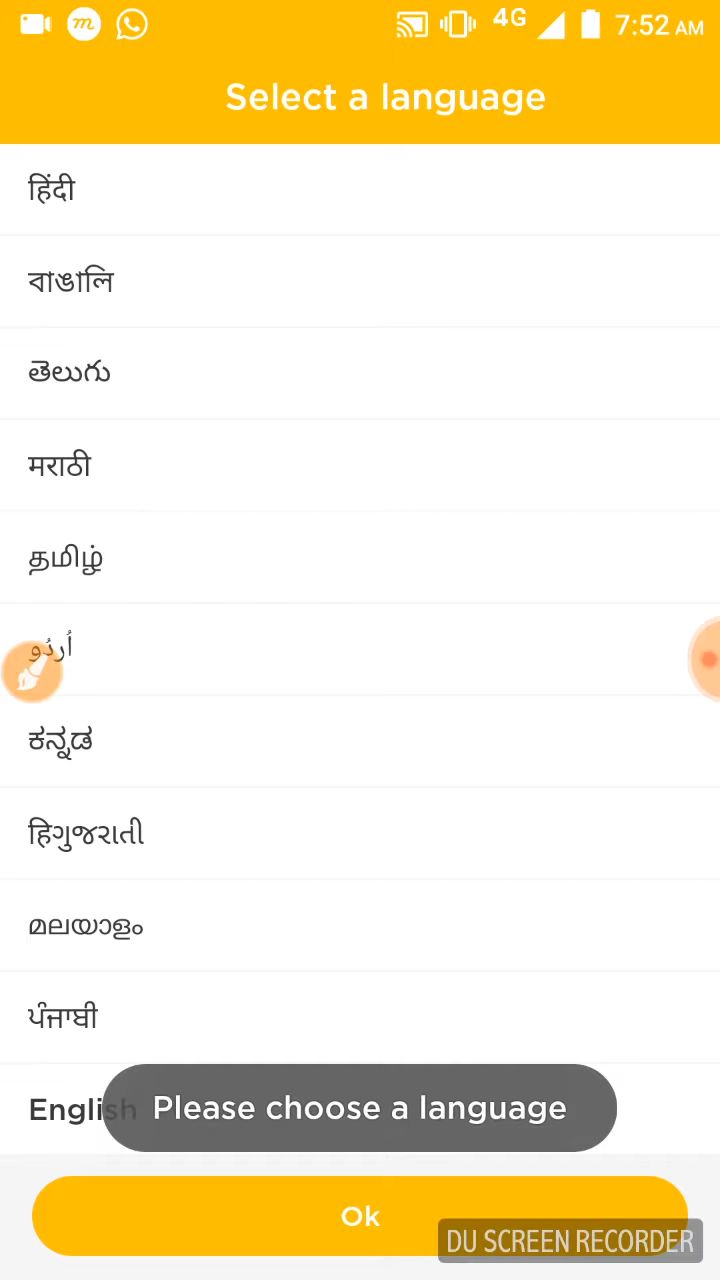 4G 7:52 AM
Select a language
हिंदी
বাঙালি
తెలుగు
मराठी
தமிழ்
اُردُو
ಕನ್ನಡ
हिગુજરાતી
മലയാളം
ਪੰਜਾਬੀ
English
Please choose a language
Ok
DU SCREEN RECORDER